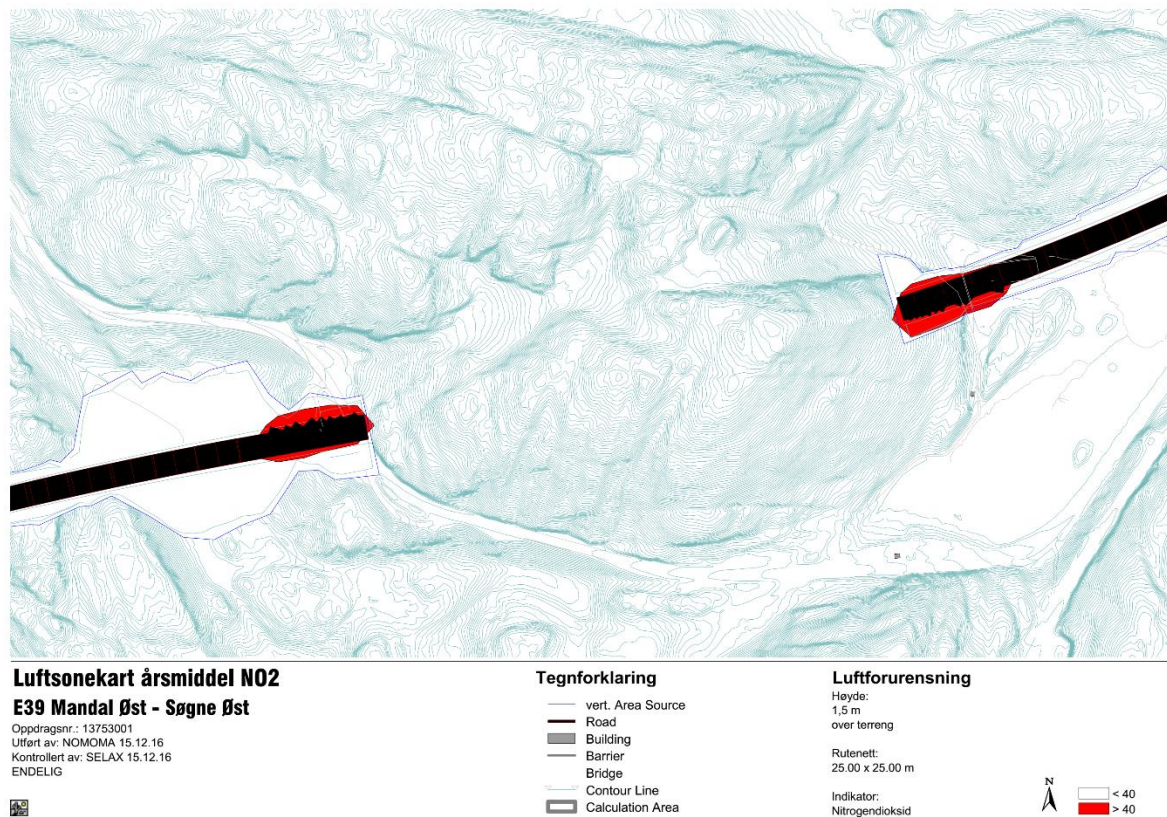 Luftsonekart årsmiddel NO2
E39 Mandal Øst - Søgne Øst
Oppdragsnr.: 13753001
Utført av: NOMOMA 15.12.16
Kontrollert av: SELAX 15.12.16
ENDELIG
Tegnforklaring
vert. Area Source
Road
Building
Barrier
Bridge
Contour Line
Calculation Area
Luftforurensning
Høyde:
1,5 m
over terreng
Rutenett:
25.00 x 25.00 m
Indikator:
Nitrogendioksid
N
< 40
> 40